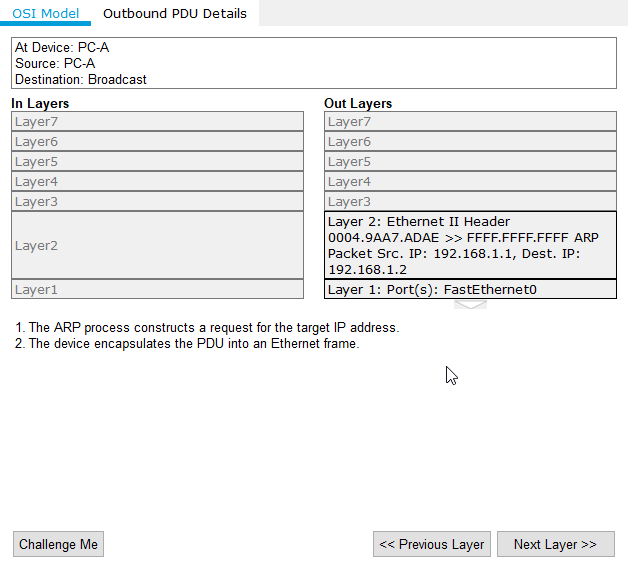 OSI Model Outbound PDU Details
At Device: PC-A
Source: PC-A
Destination: Broadcast
In Layers
Layer7
Layer6
Layer5
Layer4
Layer3
Layer2
Layer1
Out Layers
Layer7
Layer6
Layer5
Layer4
Layer3
Layer 2: Ethernet II Header
0004.9AA7.ADAE >> FFFF.FFFF.FFFF ARP
Packet Src. IP: 192.168.1.1, Dest. IP:
192.168.1.2
Layer 1: Port(s): FastEthernet0
1. The ARP process constructs a request for the target IP address.
2. The device encapsulates the PDU into an Ethernet frame.
Challenge Me << Previous Layer Next Layer >>